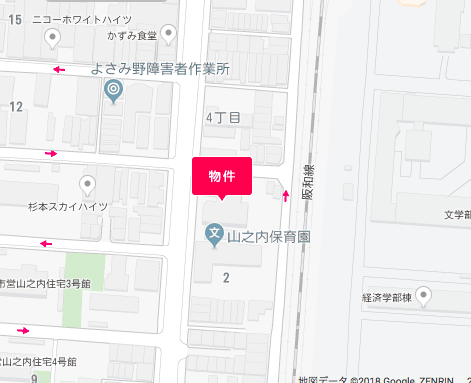 15
ニコーホワイトハイツ
かずみ食堂
よさみ野障害者作業所
12
4丁目
物件
阪和線
杉本スカイハイツ
文学部
山之内保育園
市営山之内住宅3号館
2
経済学部棟
営山之内住宅4号館
9
地図データ ©2018 Google, ZENRIN